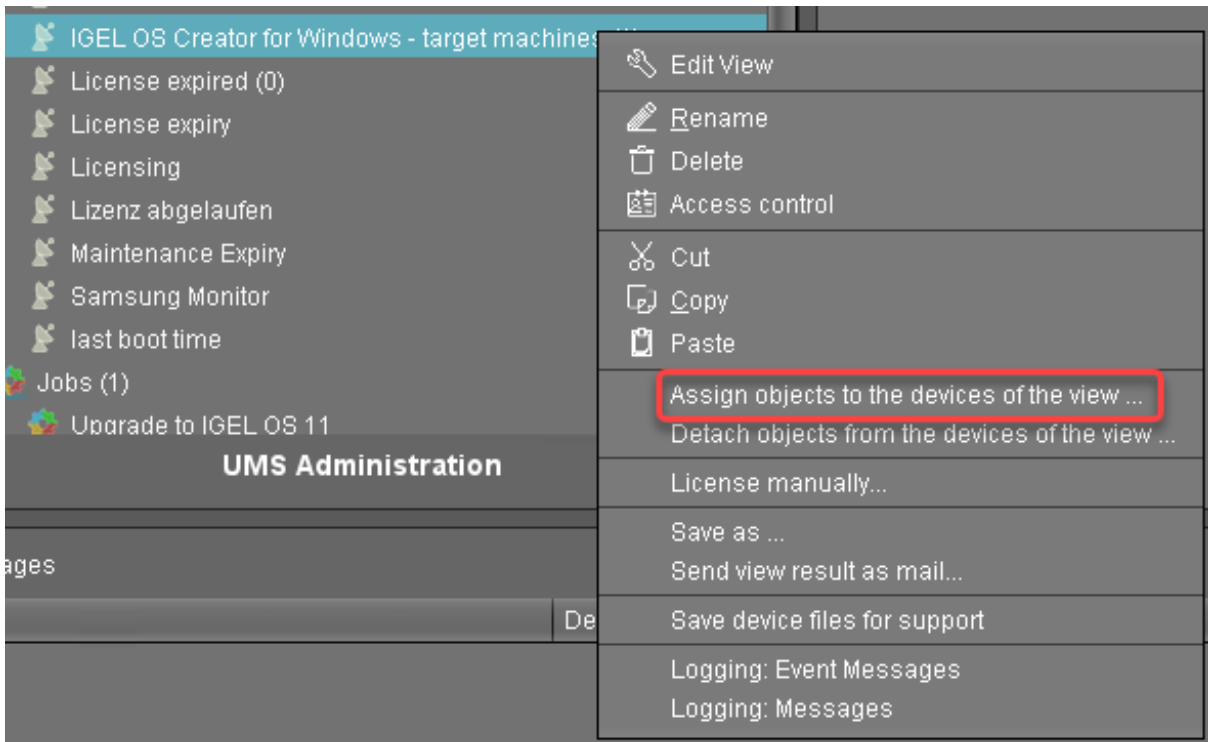 IGEL OS Creator for Windows - target machines
License expired (0)
License expiry
Licensing
Lizenz abgelaufen
Maintenance Expiry
Samsung Monitor
last boot time
Jobs (1)
Upgrade to IGEL OS 11
UMS Administration
ages
De
Edit View
Rename
Delete
Access control
Cut
Copy
Paste
Assign objects to the devices of the view ...
Detach objects from the devices of the view ...
License manually...
Save as ...
Send view result as mail...
Save device files for support
Logging: Event Messages
Logging: Messages